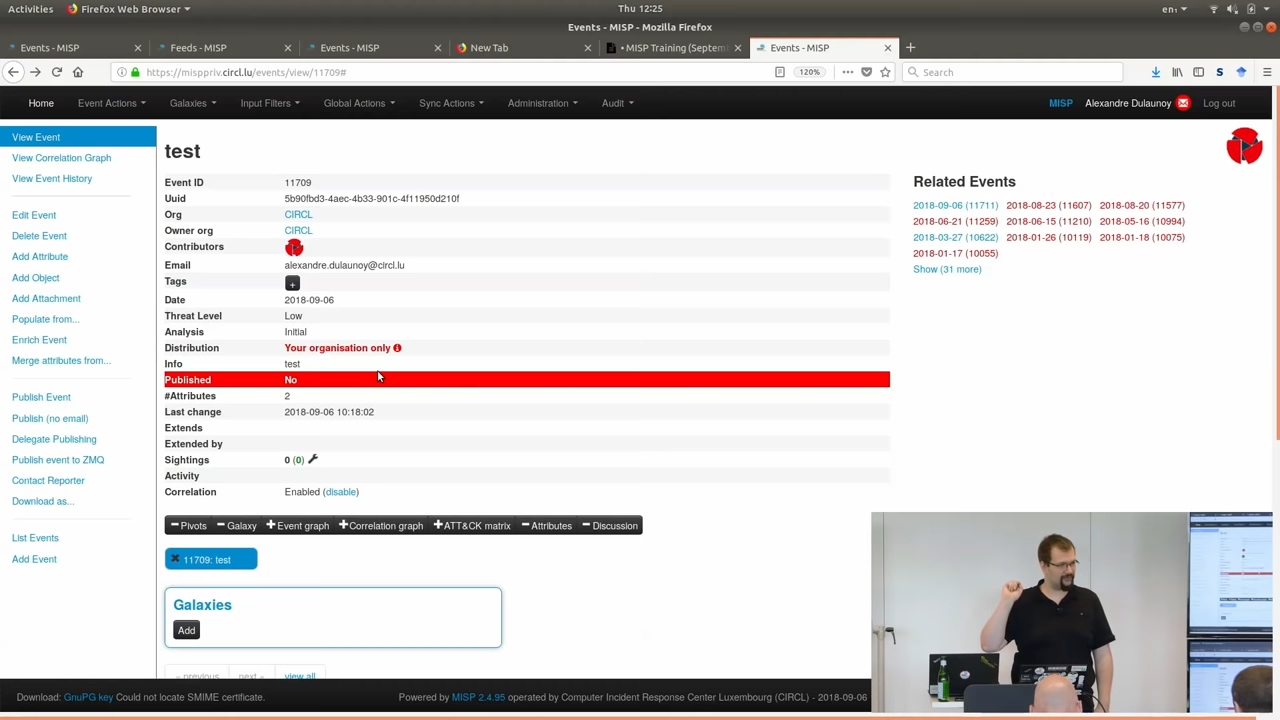 Activities Firefox Web Browser Thu 12:25 en1
Events - MISP - Mozilla Firefox
Events - MISP Feeds - MISP Events - MISP New Tab • MISP Training (Septem Events - MISP
https://misppriv.circl.lu/events/view/11709# 120% Search
Home Event Actions Galaxies Input Filters Global Actions Sync Actions Administration Audit MISP Alexandre Dulaunoy Log out
View Event
View Correlation Graph
View Event History
Edit Event
Delete Event
Add Attribute
Add Object
Add Attachment
Populate from...
Enrich Event
Merge attributes from...
Publish Event
Publish (no email)
Delegate Publishing
Publish event to ZMQ
Contact Reporter
Download as...
List Events
Add Event
test
Event ID 11709
Uuid 5b90fbd3-4aec-4b33-901c-4f11950d210f
Org CIRCL
Owner org CIRCL
Contributors
Email alexandre.dulaunoy@circl.lu
Tags +
Date 2018-09-06
Threat Level Low
Analysis Initial
Distribution Your organisation only
Info test
Published No
#Attributes 2
Last change 2018-09-06 10:18:02
Extends
Extended by
Sightings 0 (0)
Activity
Correlation Enabled (disable)
Related Events
2018-09-06 (11711) 2018-08-23 (11607) 2018-08-20 (11577)
2018-06-21 (11259) 2018-06-15 (11210) 2018-05-16 (10994)
2018-03-27 (10622) 2018-01-26 (10119) 2018-01-18 (10075)
2018-01-17 (10055)
Show (31 more)
Pivots Galaxy Event graph Correlation graph ATT&CK matrix Attributes Discussion
11709: test
Galaxies
Add
« previous next » view all
Download: GnuPG key Could not locate SMIME certificate. Powered by MISP 2.4.95 operated by Computer Incident Response Center Luxembourg (CIRCL) - 2018-09-06